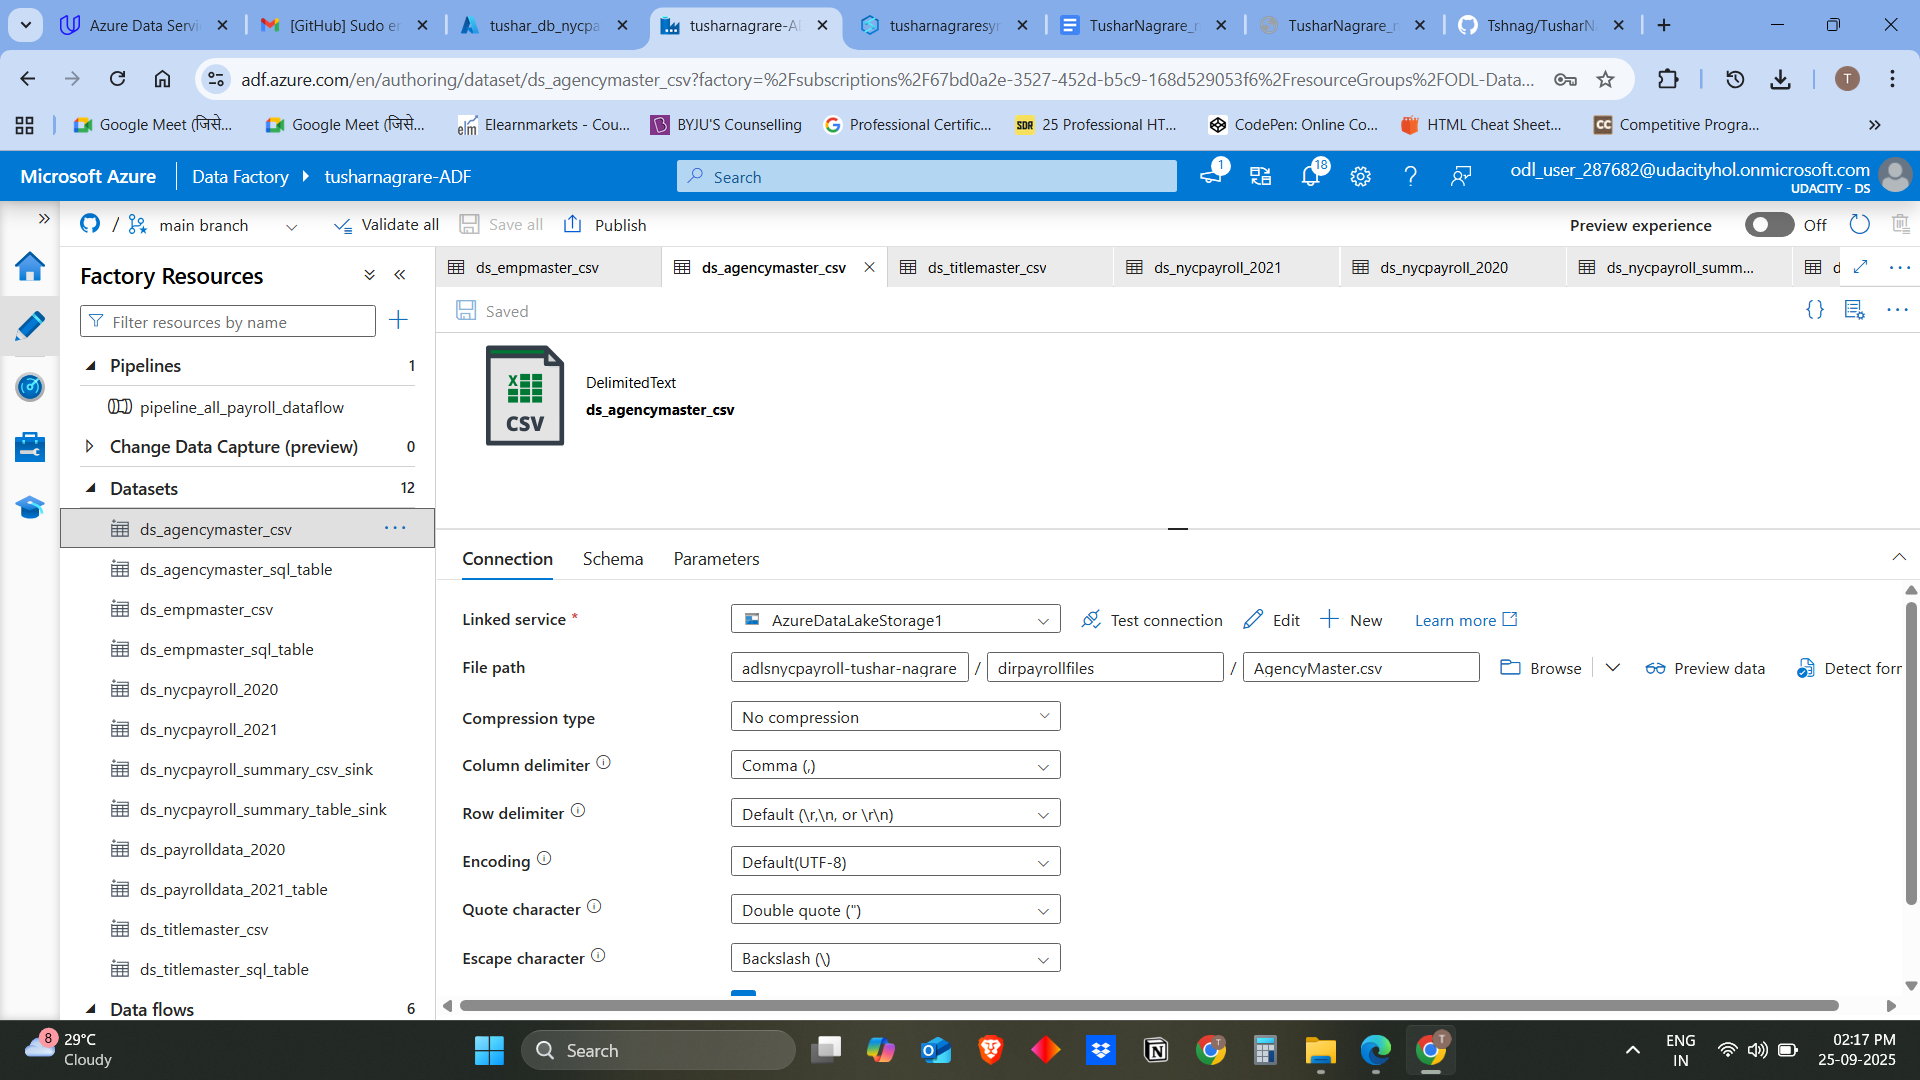 Azure Data Servi
[GitHub] Sudo er
tushar_db_nycpa
tusharnagrare-A
tusharnagraresyn
TusharNagrare_r
TusharNagrare_r
Tshnag/TusharN
adf.azure.com/en/authoring/dataset/ds_agencymaster_csv?factory=%2Fsubscriptions%2F67bd0a2e-3527-452d-b5c9-168d529053f6%2FresourceGroups%2FODL-Data...
T
Google Meet (जिसे...
Google Meet (जिसे...
Elearnmarkets - Cou...
BYJU'S Counselling
Professional Certific...
25 Professional HT...
CodePen: Online Co...
HTML Cheat Sheet...
Competitive Progra...
Microsoft Azure
Data Factory
tusharnagrare-ADF
Search
1
18
odl_user_287682@udacityhol.onmicrosoft.com
UDACITY - DS
/ main branch
Validate all
Save all
Publish
Preview experience
Off
Factory Resources
Filter resources by name
Pipelines 1
pipeline_all_payroll_dataflow
Change Data Capture (preview) 0
Datasets 12
ds_agencymaster_csv
ds_agencymaster_sql_table
ds_empmaster_csv
ds_empmaster_sql_table
ds_nycpayroll_2020
ds_nycpayroll_2021
ds_nycpayroll_summary_csv_sink
ds_nycpayroll_summary_table_sink
ds_payrolldata_2020
ds_payrolldata_2021_table
ds_titlemaster_csv
ds_titlemaster_sql_table
Data flows 6
ds_empmaster_csv
ds_agencymaster_csv
ds_titlemaster_csv
ds_nycpayroll_2021
ds_nycpayroll_2020
ds_nycpayroll_summ...
d
Saved
{}
CSV
DelimitedText
ds_agencymaster_csv
Connection
Schema
Parameters
Linked service *
AzureDataLakeStorage1
Test connection
Edit
New
Learn more
File path
adlsnycpayroll-tushar-nagrare / dirpayrollfiles / AgencyMaster.csv
Browse
Preview data
Detect forr
Compression type
No compression
Column delimiter
Comma (,)
Row delimiter
Default (\r,\n, or \r\n)
Encoding
Default(UTF-8)
Quote character
Double quote (")
Escape character
Backslash (\)
8
29°C
Cloudy
Search
ENG
IN
02:17 PM
25-09-2025